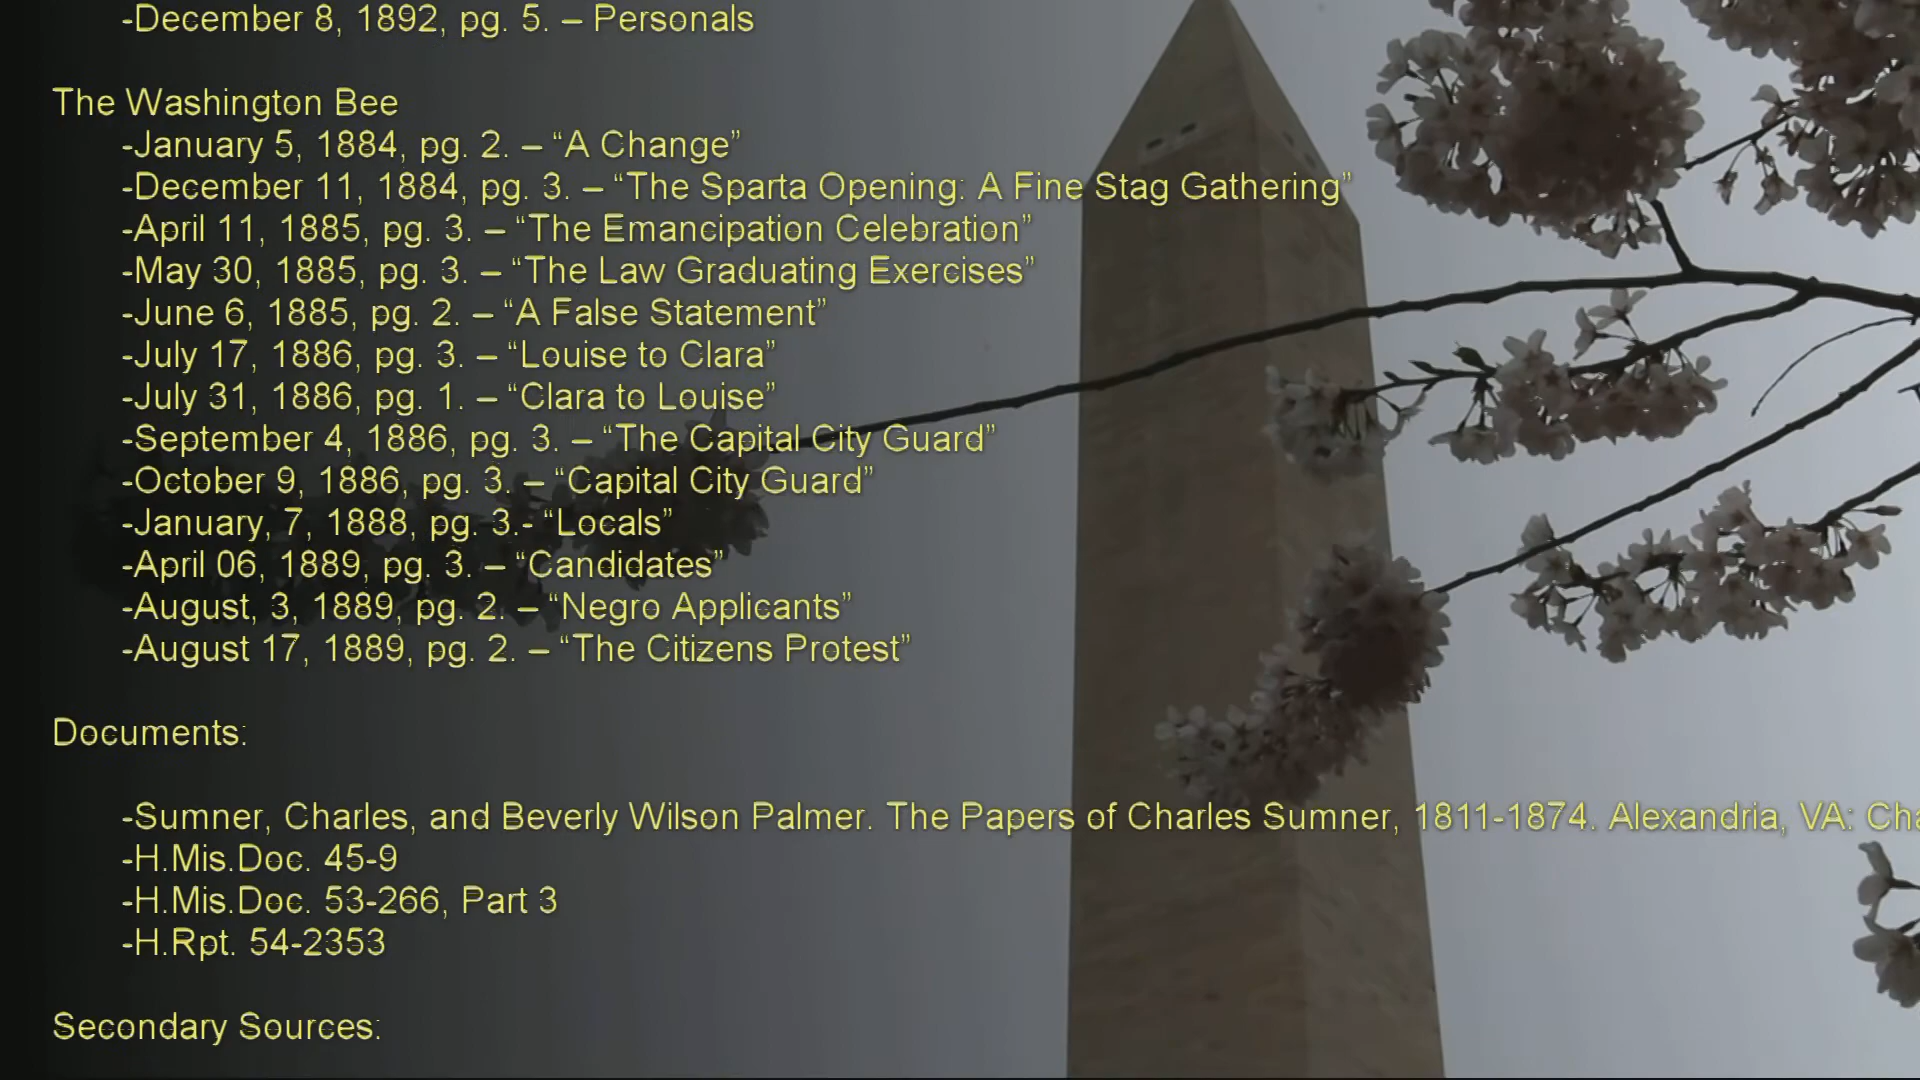 -December 8, 1892, pg. 5. – Personals
The Washington Bee
-January 5, 1884, pg. 2. – “A Change”
-December 11, 1884, pg. 3. – “The Sparta Opening: A Fine Stag Gathering”
-April 11, 1885, pg. 3. – “The Emancipation Celebration”
-May 30, 1885, pg. 3. – “The Law Graduating Exercises”
-June 6, 1885, pg. 2. – “A False Statement”
-July 17, 1886, pg. 3. – “Louise to Clara”
-July 31, 1886, pg. 1. – “Clara to Louise”
-September 4, 1886, pg. 3. – “The Capital City Guard”
-October 9, 1886, pg. 3. – “Capital City Guard”
-January, 7, 1888, pg. 3.- “Locals”
-April 06, 1889, pg. 3. – “Candidates”
-August, 3, 1889, pg. 2. – “Negro Applicants”
-August 17, 1889, pg. 2. – “The Citizens Protest”
Documents:
-Sumner, Charles, and Beverly Wilson Palmer. The Papers of Charles Sumner, 1811-1874. Alexandria, VA:
-H.Mis.Doc. 45-9
-H.Mis.Doc. 53-266, Part 3
-H.Rpt. 54-2353
Secondary Sources: